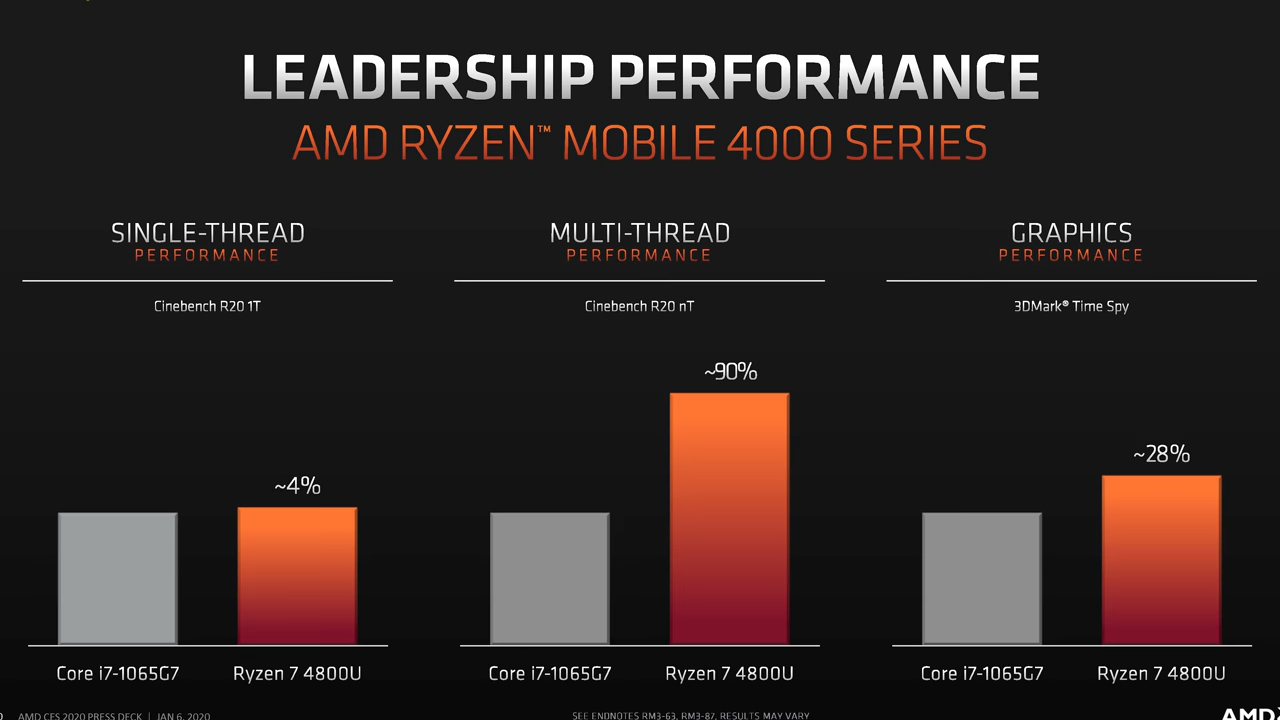 LEADERSHIP PERFORMANCE
AMD RYZEN™ MOBILE 4000 SERIES
SINGLE-THREAD
PERFORMANCE
Cinebench R20 1T
~4%
Core i7-1065G7
Ryzen 7 4800U
MULTI-THREAD
PERFORMANCE
Cinebench R20 nT
~90%
Core i7-1065G7
Ryzen 7 4800U
GRAPHICS
PERFORMANCE
3DMark® Time Spy
~28%
Core i7-1065G7
Ryzen 7 4800U
AMD CES 2020 PRESS DECK | JAN 6, 2020
SEE ENDNOTES RM3-63, RM3-87. RESULTS MAY VARY
AMD